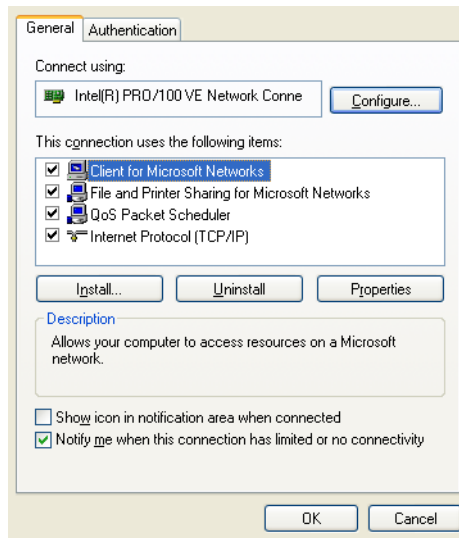 General Authentication
Connect using:
Intel(R) PRO/100 VE Network Conne
Configure...
This connection uses the following items:
Client for Microsoft Networks
File and Printer Sharing for Microsoft Networks
QoS Packet Scheduler
Internet Protocol (TCP/IP)
Install... Uninstall Properties
Description
Allows your computer to access resources on a Microsoft
network.
Show icon in notification area when connected
Notify me when this connection has limited or no connectivity
OK Cancel